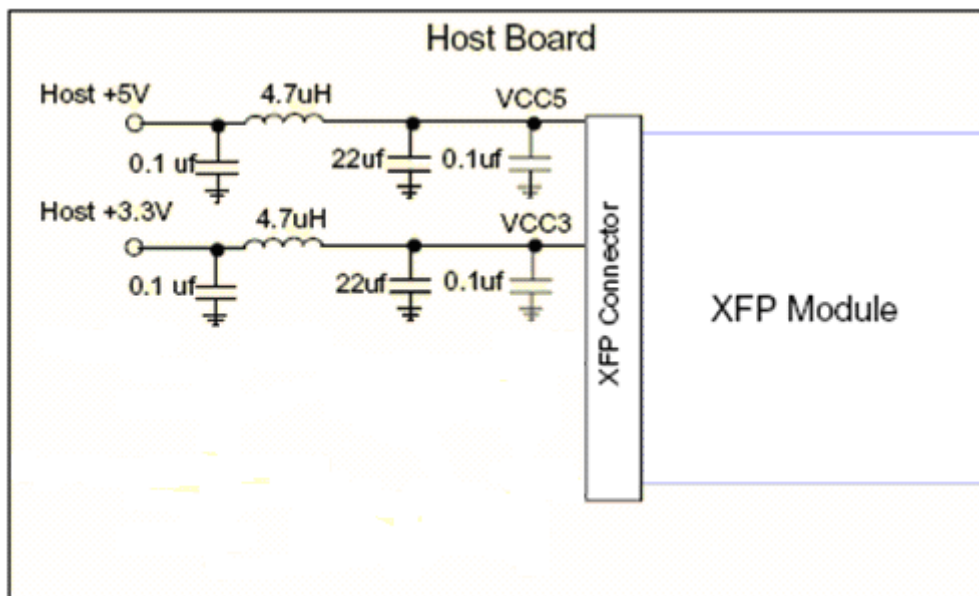 Host Board
Host +5V
4.7uH
VCC5
0.1 uf
22uf
0.1uf
Host +3.3V
4.7uH
VCC3
0.1 uf
22uf
0.1uf
XFP Connector
XFP Module